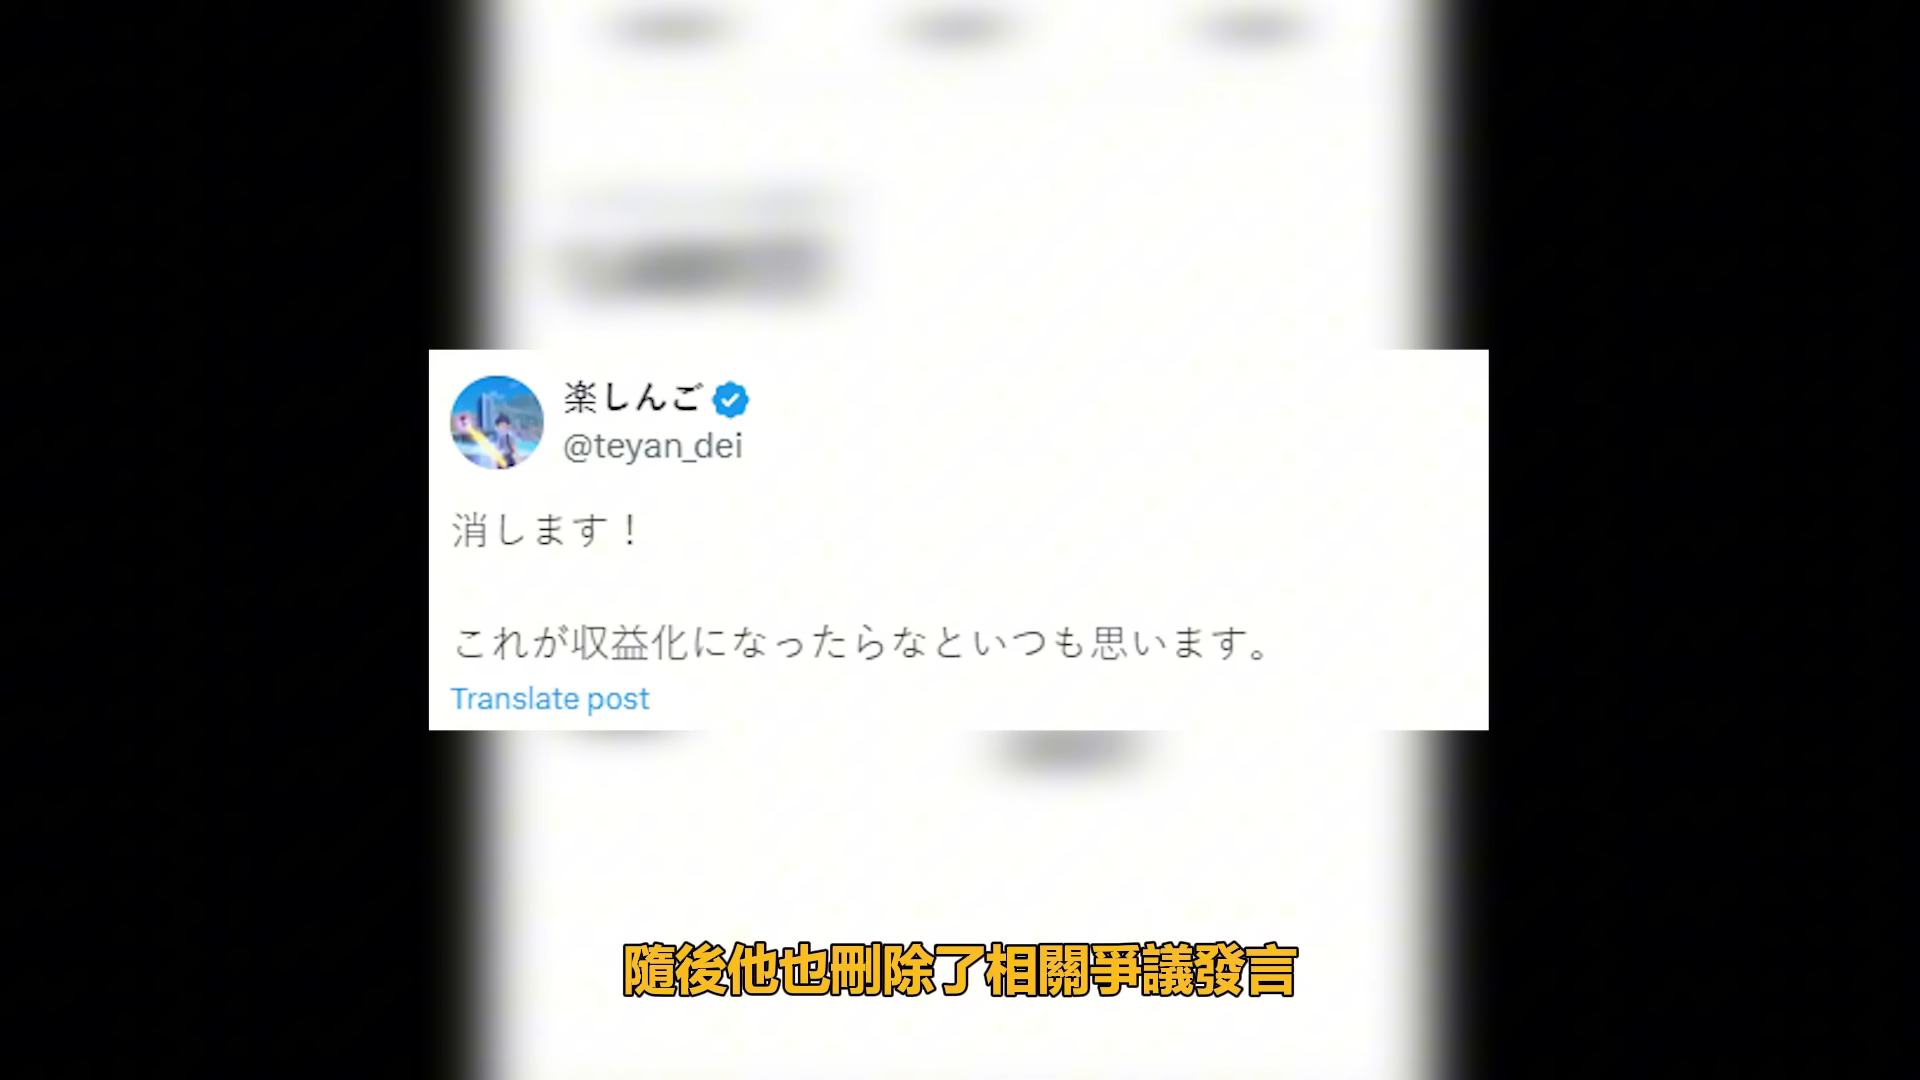 楽しんご
@teyan_dei
消します！
これが収益化になったらなといつも思います。
Translate post
隨後他也刪除了相關爭議發言